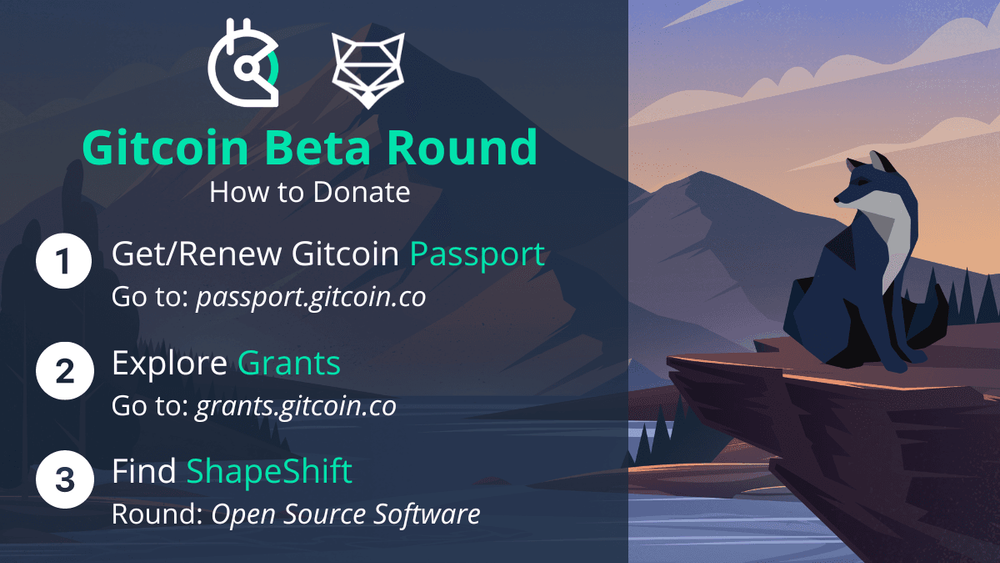 Gitcoin Beta Round
How to Donate
1 Get/Renew Gitcoin Passport
Go to: passport.gitcoin.co
2 Explore Grants
Go to: grants.gitcoin.co
3 Find ShapeShift
Round: Open Source Software